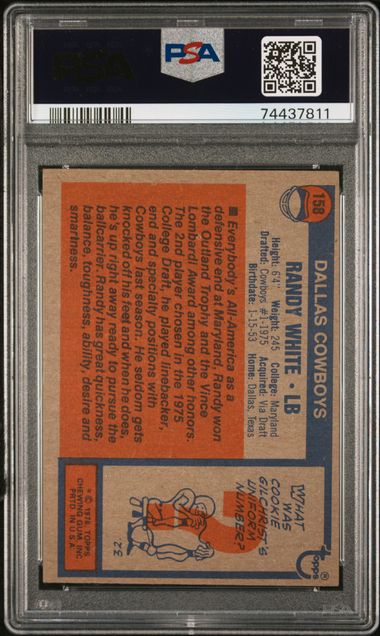 PSA
PSA
74437811
158
DALLAS COWBOYS
RANDY WHITE • LB
Height: 6'4" Weight: 245 College: Maryland
Drafted: Cowboys #1-1975 Acquired: Via Draft
Birthdate: 1-15-53 Home: Dallas, Texas
■ Everybody's All-America as a
defensive end at Maryland, Randy won
the Outland Trophy and the Vince
Lombardi Award among other honors.
The 2nd player chosen in the 1975
College Draft, he played linebacker,
end and specialty positions with
Cowboys last season. He seldom gets
knocked off his feet and when he does,
he's up right away ready to pursue the
ballcarrier. Randy has great quickness,
balance, toughness, ability, desire and
smartness.
topps®
WHAT
WAS
COOKIE
GILCHRIST'S
UNIFORM
NUMBER?
© 1976 TOPPS
CHEWING GUM, INC
PRTD. IN U.S.A.